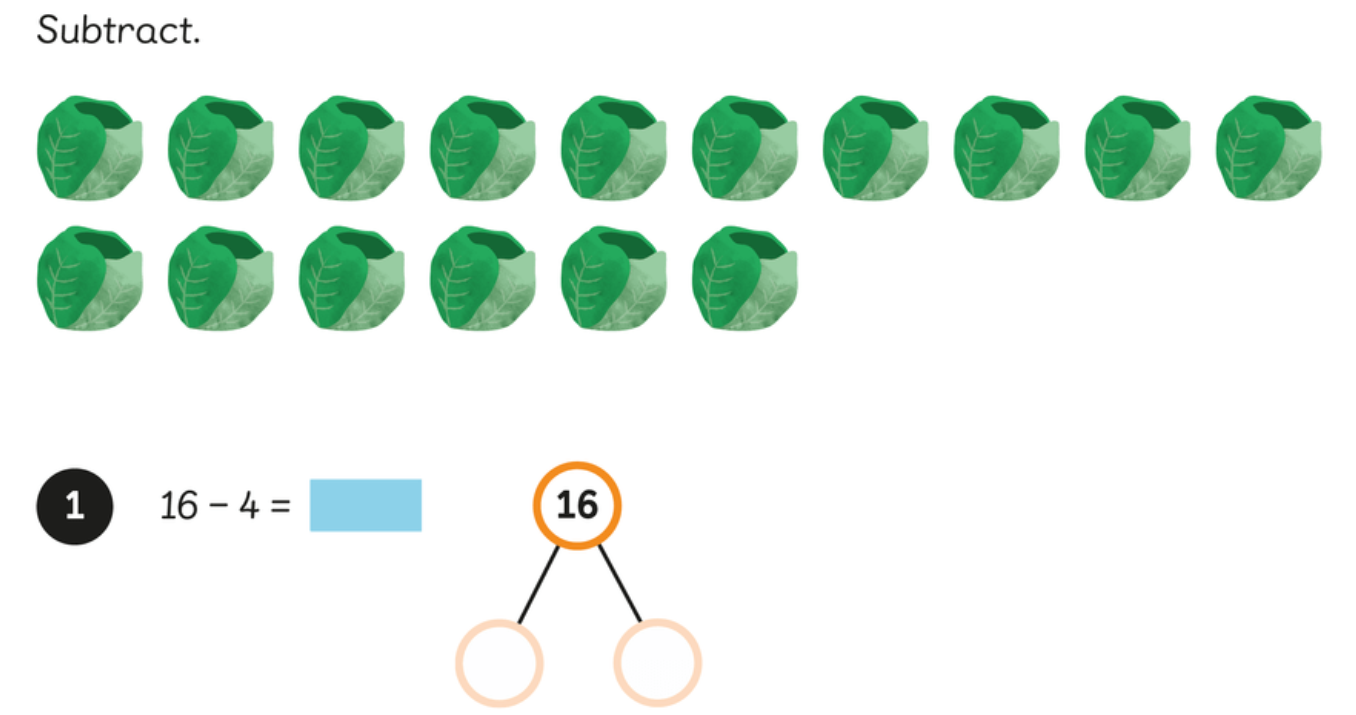 Subtract.
1 16 – 4 =
16